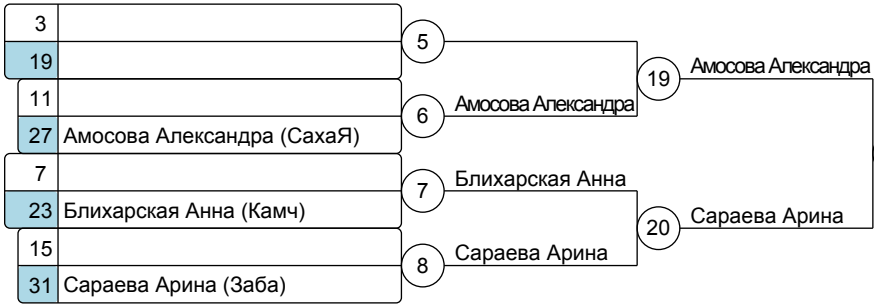 3
19
5
11
27 Амосова Александра (СахаЯ)
6 Амосова Александра
19 Амосова Александра
7
23 Блихарская Анна (Камч)
7 Блихарская Анна
15
31 Сараева Арина (Заба)
8 Сараева Арина
20 Сараева Арина